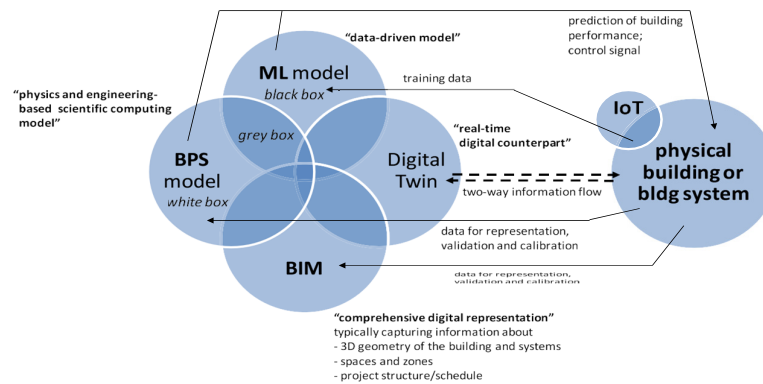 prediction of building
performance;
control signal
“data-driven model”
ML model
black box
training data
“physics and engineering-
based scientific computing
model”
IoT
grey box
“real-time
digital counterpart”
BPS
model
white box
Digital
Twin
physical
building or
bldg system
two-way information flow
data for representation,
validation and calibration
BIM
data for representation,
validation and calibration
“comprehensive digital representation”
typically capturing information about
- 3D geometry of the building and systems
- spaces and zones
- project structure/schedule